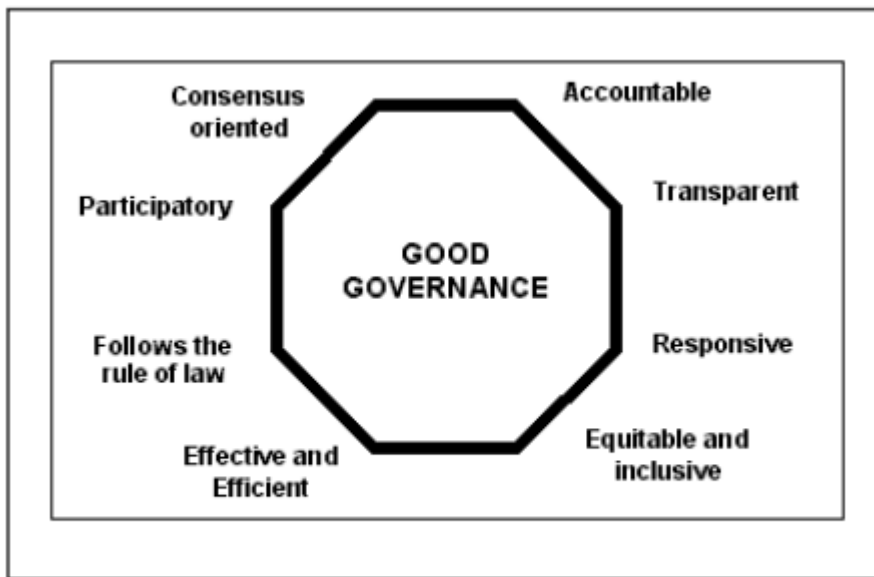 Consensus
oriented
Accountable
Participatory
Transparent
GOOD
GOVERNANCE
Follows the
rule of law
Responsive
Effective and
Efficient
Equitable and
inclusive